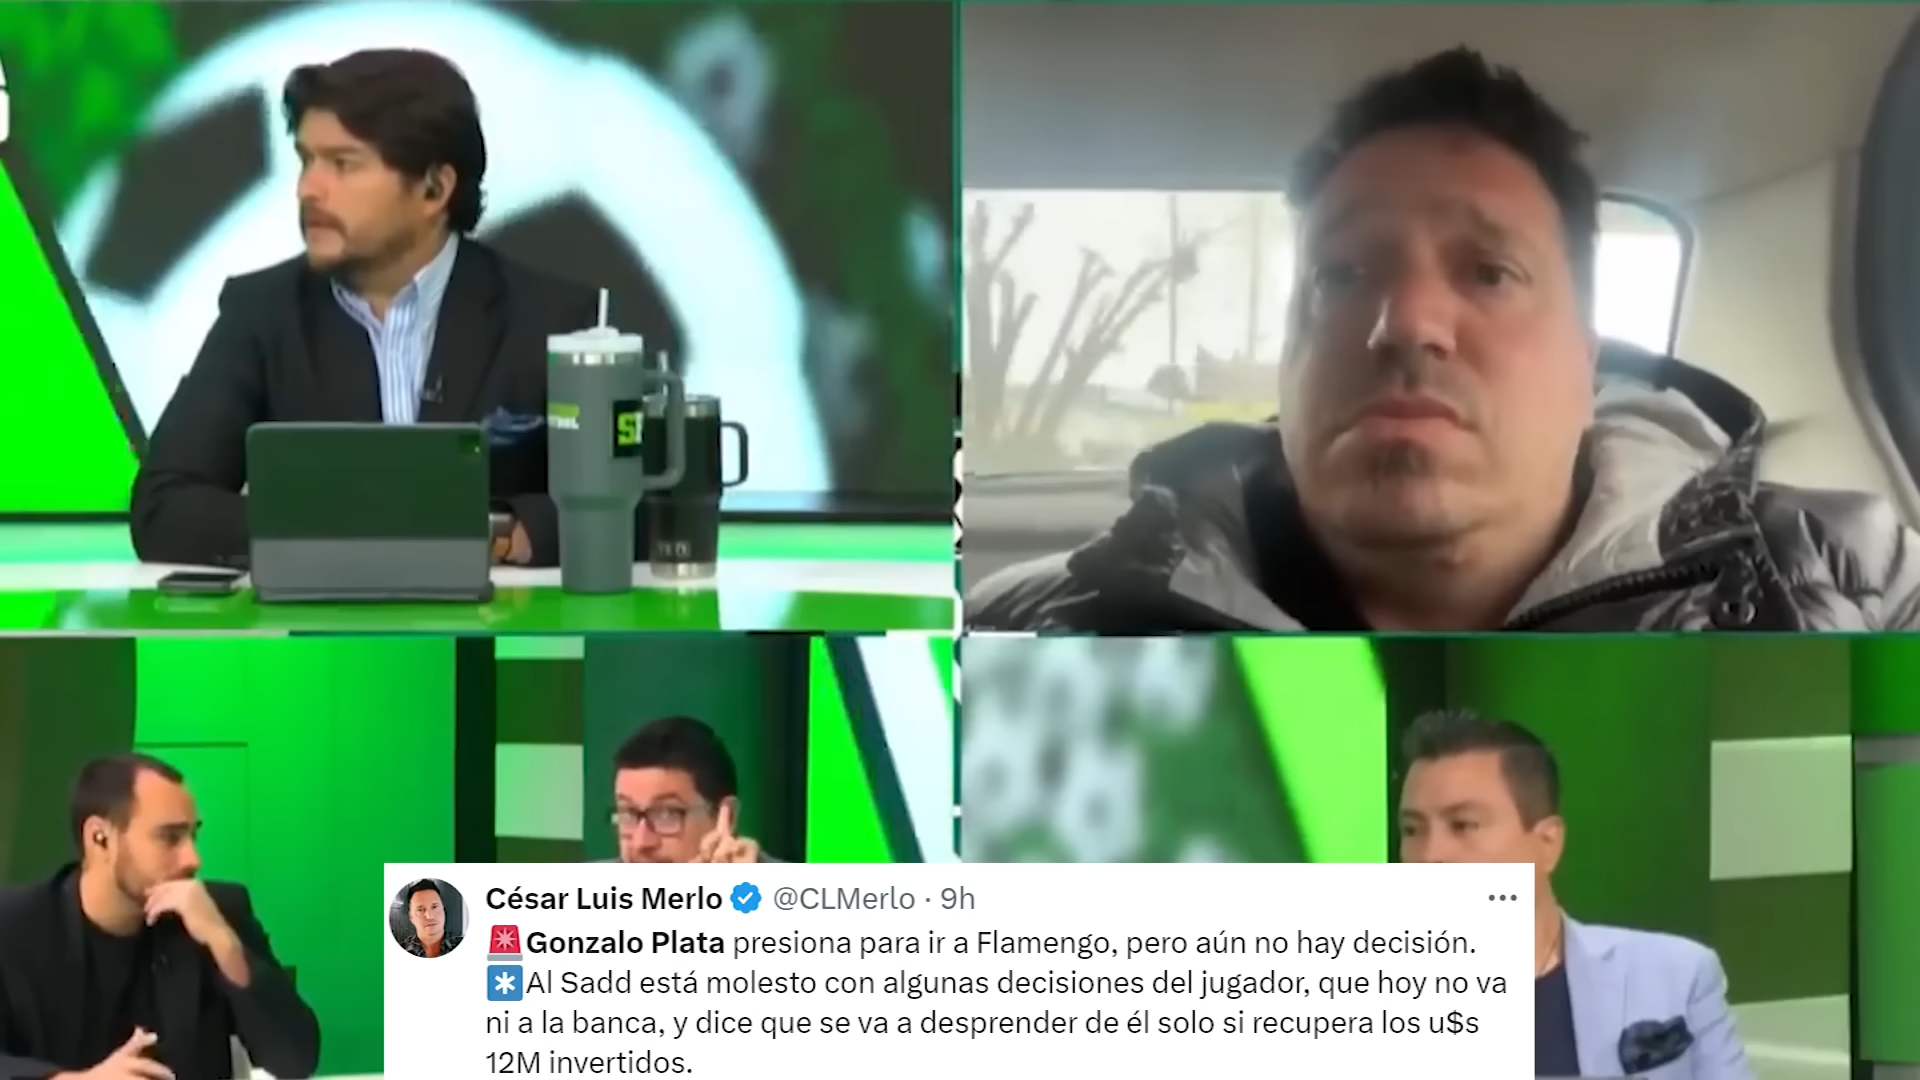 César Luis Merlo @CLMerlo · 9h
🚨Gonzalo Plata presiona para ir a Flamengo, pero aún no hay decisión.
*️⃣Al Sadd está molesto con algunas decisiones del jugador, que hoy no va
ni a la banca, y dice que se va a desprender de él solo si recupera los u$s
12M invertidos.